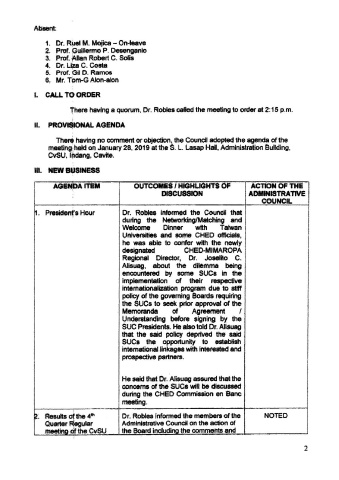 Absent:
1. Dr. Ruel M. Mojica – On-leave
2. Prof. Guillermo P. Desenganio
3. Prof. Allan Robert C. Solis
4. Dr. Liza C. Costa
5. Prof. Gil D. Ramos
6. Mr. Tom-G Alon-alon
I. CALL TO ORDER
There having a quorum, Dr. Robles called the meeting to order at 2:15 p.m.
II. PROVISIONAL AGENDA
There having no comment or objection, the Council adopted the agenda of the
meeting held on January 28, 2019 at the S. L. Lasap Hall, Administration Building,
CvSU, Indang, Cavite.
III. NEW BUSINESS
AGENDA ITEM
OUTCOMES / HIGHLIGHTS OF
DISCUSSION
ACTION OF THE
ADMINISTRATIVE
COUNCIL
1. President's Hour
Dr. Robles informed the Council that
during the Networking/Matching and
Welcome Dinner with Taiwan
Universities and some CHED officials,
he was able to confer with the newly
designated CHED-MIMAROPA
Regional Director, Dr. Joselito C.
Alisuag, about the dilemma being
encountered by some SUCs in the
implementation of their respective
internationalization program due to stiff
policy of the governing Boards requiring
the SUCs to seek prior approval of the
Memoranda of Agreement /
Understanding before signing by the
SUC Presidents. He also told Dr. Alisuag
that the said policy deprived the said
SUCs the opportunity to establish
international linkages with interested and
prospective partners.
He said that Dr. Alisuag assured that the
concerns of the SUCs will be discussed
during the CHED Commission en Banc
meeting.
2. Results of the 4th
Quarter Regular
meeting of the CvSU
Dr. Robles informed the members of the
Administrative Council on the action of
the Board including the comments and
NOTED
2